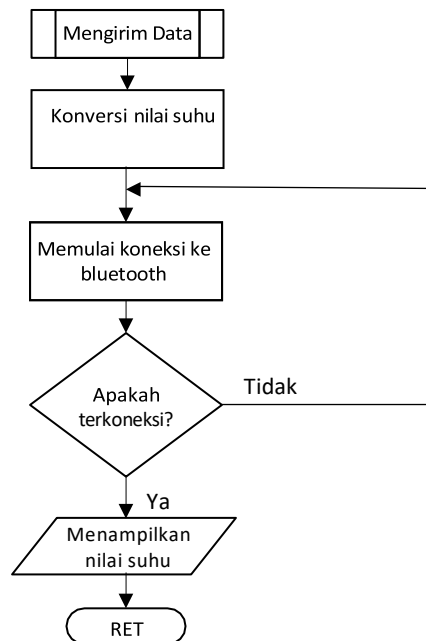 Mengirim Data
Konversi nilai suhu
Memulai koneksi ke
bluetooth
Apakah
terkoneksi?
Tidak
Ya
Menampilkan
nilai suhu
RET